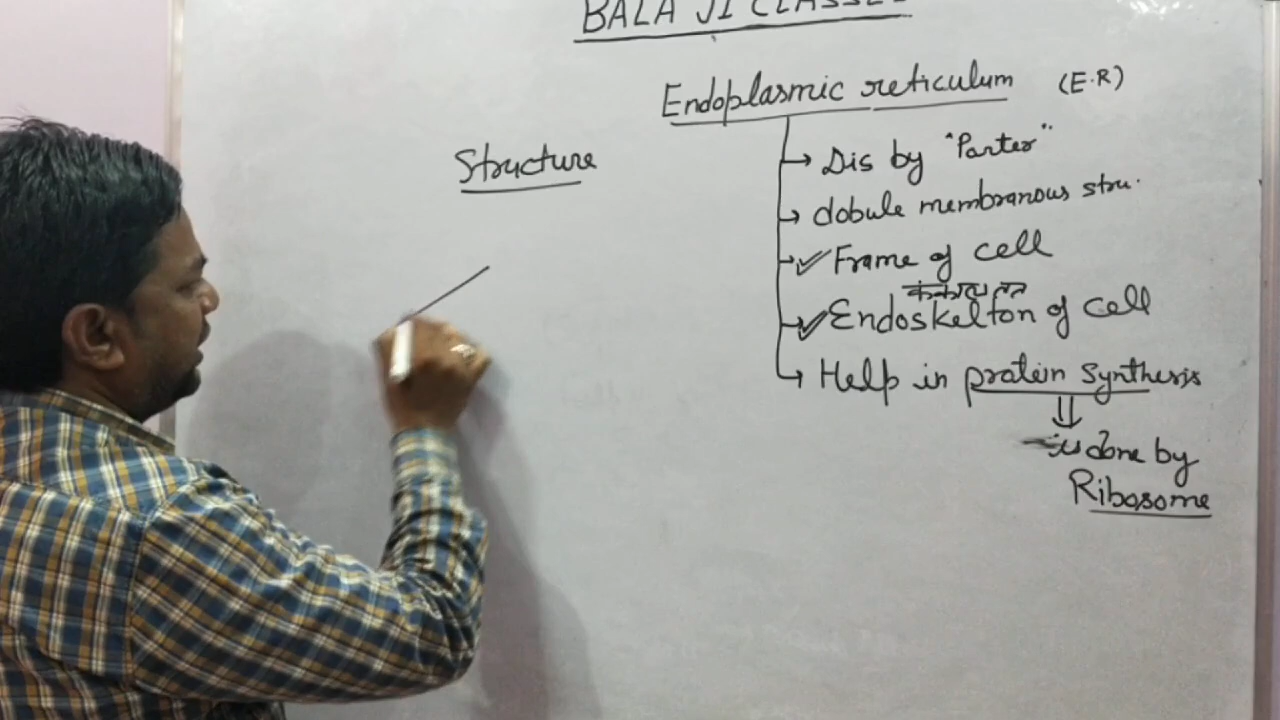 BALA JI CLASSES
Endoplasmic reticulum (E.R)
Structure
Dis by "Porter"
dobule membranous stru.
Frame of cell
Endoskelton of cell
Help in protein synthesis
is done by
Ribosome